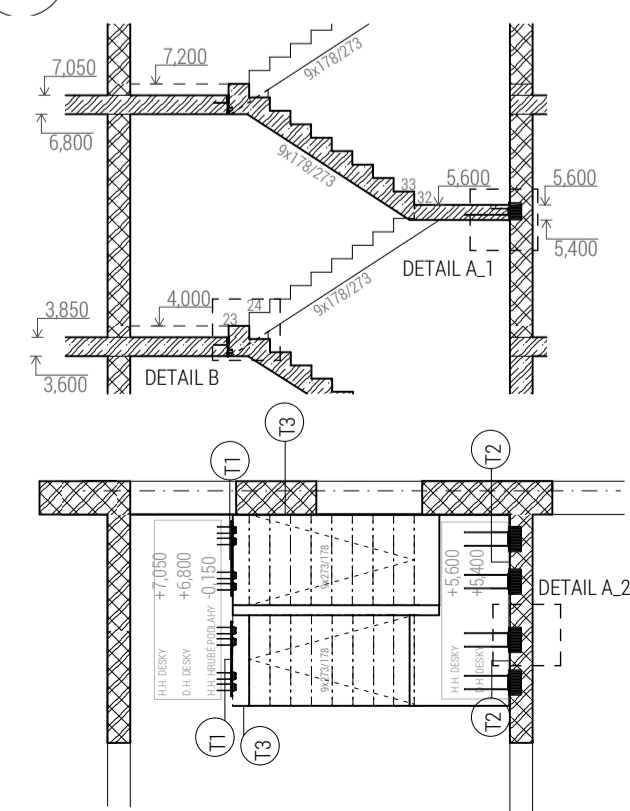 7,050
7,200
9x178/273
6,800
9x178/273
33
32
5,600
5,600
5,400
DETAIL A_1
9x178/273
3,850
4,000
23
24
3,600
DETAIL B
T3
T1
T2
+7,050
+6,800
-0,150
H.H. DESKY
D.H. DESKY
H.H. HRUBÉ PODLAHY
9x273/178
+5,600
+5,400
H.H. DESKY
D.H. DESKY
DETAIL A_2
9x273/178
T1
T3
T2